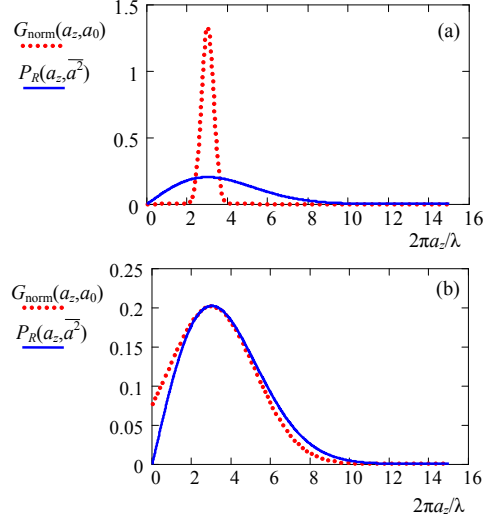 1.5
G_norm(a_z,a_0)
(a)
P_R(a_z,a̅²)
1
0.5
0
0 2 4 6 8 10 12 14 16
2πa_z/λ
0.25
G_norm(a_z,a_0)
(b)
P_R(a_z,a̅²)
0.2
0.15
0.1
0.05
0
0 2 4 6 8 10 12 14 16
2πa_z/λ